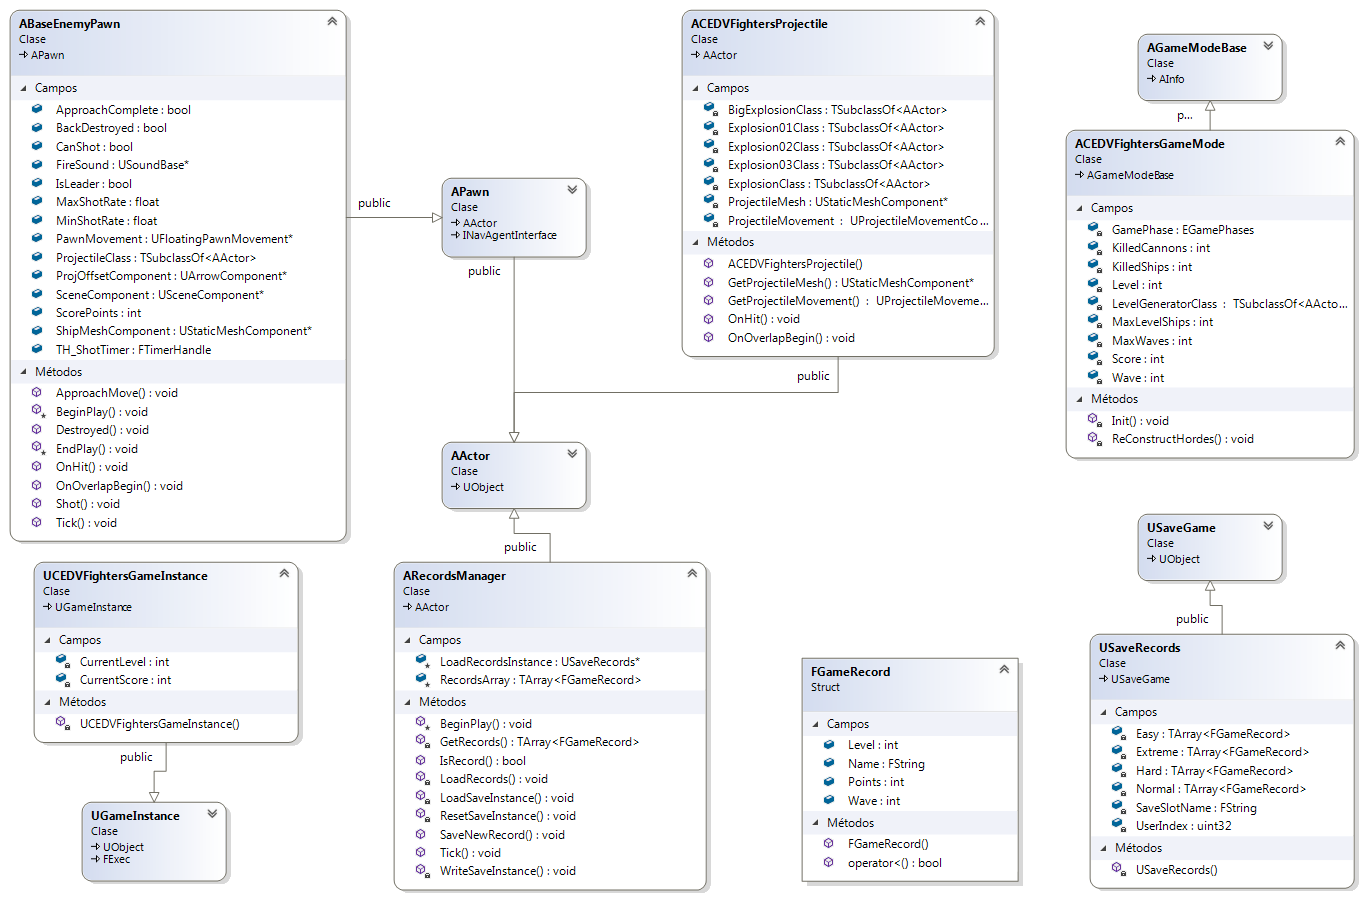 ABaseEnemyPawn
Clase
APawn
Campos
ApproachComplete : bool
BackDestroyed : bool
CanShot : bool
FireSound : USoundBase*
IsLeader : bool
MaxShotRate : float
MinShotRate : float
PawnMovement : UFloatingPawnMovement*
ProjectileClass : TSubclassOf<AActor>
ProjOffsetComponent : UArrowComponent*
SceneComponent : USceneComponent*
ScorePoints : int
ShipMeshComponent : UStaticMeshComponent*
TH_ShotTimer : FTimerHandle
Métodos
ApproachMove() : void
BeginPlay() : void
Destroyed() : void
EndPlay() : void
OnHit() : void
OnOverlapBegin() : void
Shot() : void
Tick() : void
public
APawn
Clase
AActor
INavAgentInterface
public
ACEDVFightersProjectile
Clase
AActor
Campos
BigExplosionClass : TSubclassOf<AActor>
Explosion01Class : TSubclassOf<AActor>
Explosion02Class : TSubclassOf<AActor>
Explosion03Class : TSubclassOf<AActor>
ExplosionClass : TSubclassOf<AActor>
ProjectileMesh : UStaticMeshComponent*
ProjectileMovement : UProjectileMovementCo...
Métodos
ACEDVFightersProjectile()
GetProjectileMesh() : UStaticMeshComponent*
GetProjectileMovement() : UProjectileMoveme...
OnHit() : void
OnOverlapBegin() : void
public
AGameModeBase
Clase
AInfo
p...
ACEDVFightersGameMode
Clase
AGameModeBase
Campos
GamePhase : EGamePhases
KilledCannons : int
KilledShips : int
Level : int
LevelGeneratorClass : TSubclassOf<AActo...
MaxLevelShips : int
MaxWaves : int
Score : int
Wave : int
Métodos
Init() : void
ReConstructHordes() : void
AActor
Clase
UObject
public
UCEDVFightersGameInstance
Clase
UGameInstance
Campos
CurrentLevel : int
CurrentScore : int
Métodos
UCEDVFightersGameInstance()
public
UGameInstance
Clase
UObject
FExec
ARecordsManager
Clase
AActor
Campos
LoadRecordsInstance : USaveRecords*
RecordsArray : TArray<FGameRecord>
Métodos
BeginPlay() : void
GetRecords() : TArray<FGameRecord>
IsRecord() : bool
LoadRecords() : void
LoadSaveInstance() : void
ResetSaveInstance() : void
SaveNewRecord() : void
Tick() : void
WriteSaveInstance() : void
FGameRecord
Struct
Campos
Level : int
Name : FString
Points : int
Wave : int
Métodos
FGameRecord()
operator<() : bool
USaveGame
Clase
UObject
public
USaveRecords
Clase
USaveGame
Campos
Easy : TArray<FGameRecord>
Extreme : TArray<FGameRecord>
Hard : TArray<FGameRecord>
Normal : TArray<FGameRecord>
SaveSlotName : FString
UserIndex : uint32
Métodos
USaveRecords()